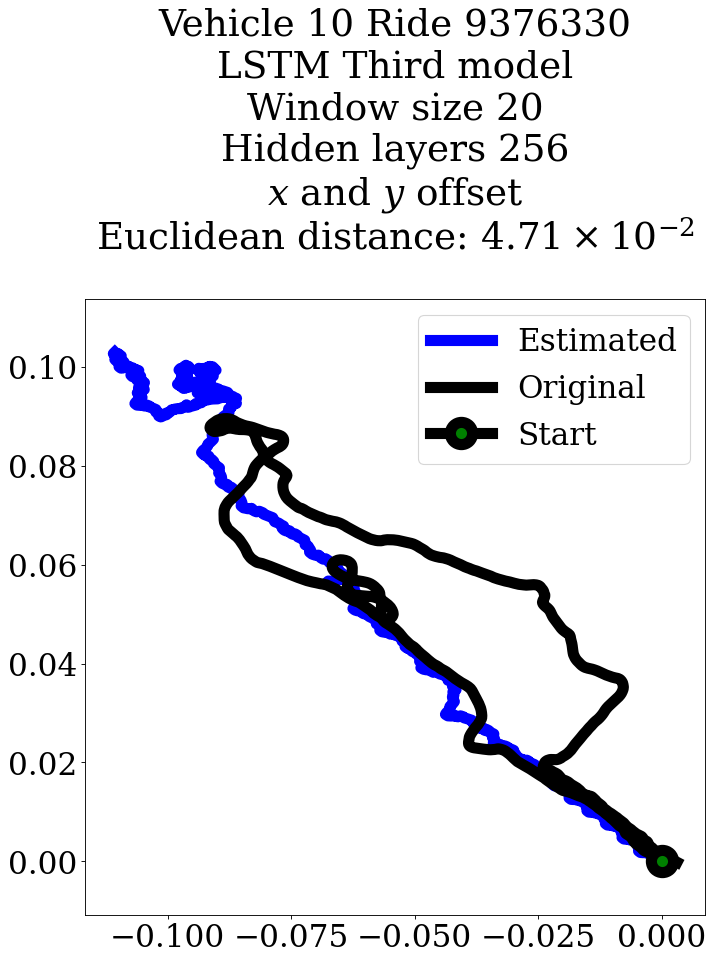 Vehicle 10 Ride 9376330
LSTM Third model
Window size 20
Hidden layers 256
x and y offset
Euclidean distance: 4.71 × 10⁻²
Estimated
Original
Start
0.10
0.08
0.06
0.04
0.02
0.00
−0.100 −0.075 −0.050 −0.025 0.000